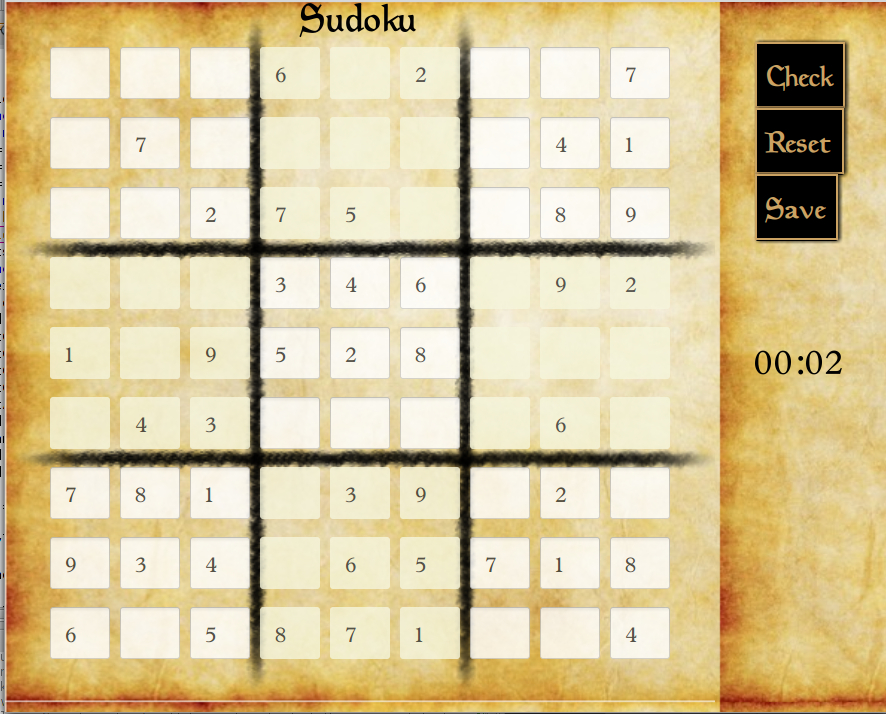 Sudoku
6 2 7
7 4 1
2 7 5 8 9
3 4 6 9 2
1 9 5 2 8
4 3 6
7 8 1 3 9 2
9 3 4 6 5 7 1 8
6 5 8 7 1 4
Check
Reset
Save
00:02